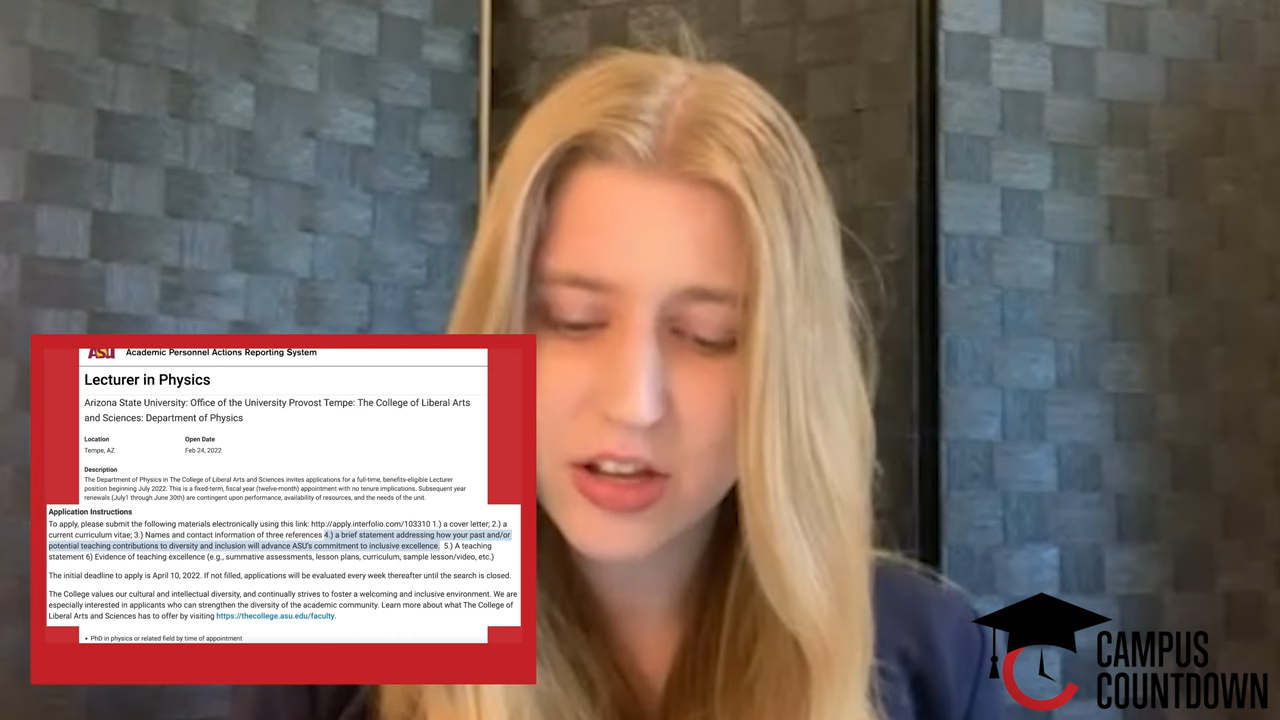 ASU Academic Personnel Actions Reporting System
Lecturer in Physics
Arizona State University: Office of the University Provost Tempe: The College of Liberal Arts
and Sciences: Department of Physics
Location Open Date
Tempe, AZ Feb 24, 2022
Description
The Department of Physics in The College of Liberal Arts and Sciences invites applications for a full-time, benefits-eligible Lecturer
position beginning July 2022. This is a fixed-term, fiscal year (twelve-month) appointment with no tenure implications. Subsequent year
renewals (July1 through June 30th) are contingent upon performance, availability of resources, and the needs of the unit.
Application Instructions
To apply, please submit the following materials electronically using this link: http://apply.interfolio.com/103310 1.) a cover letter; 2.) a
current curriculum vitae; 3.) Names and contact information of three references 4.) a brief statement addressing how your past and/or
potential teaching contributions to diversity and inclusion will advance ASU's commitment to inclusive excellence. 5.) A teaching
statement 6) Evidence of teaching excellence (e.g., summative assessments, lesson plans, curriculum, sample lesson/video, etc.)
The initial deadline to apply is April 10, 2022. If not filled, applications will be evaluated every week thereafter until the search is closed.
The College values our cultural and intellectual diversity, and continually strives to foster a welcoming and inclusive environment. We are
especially interested in applicants who can strengthen the diversity of the academic community. Learn more about what The College of
Liberal Arts and Sciences has to offer by visiting https://thecollege.asu.edu/faculty.
• PhD in physics or related field by time of appointment
CAMPUS
COUNTDOWN